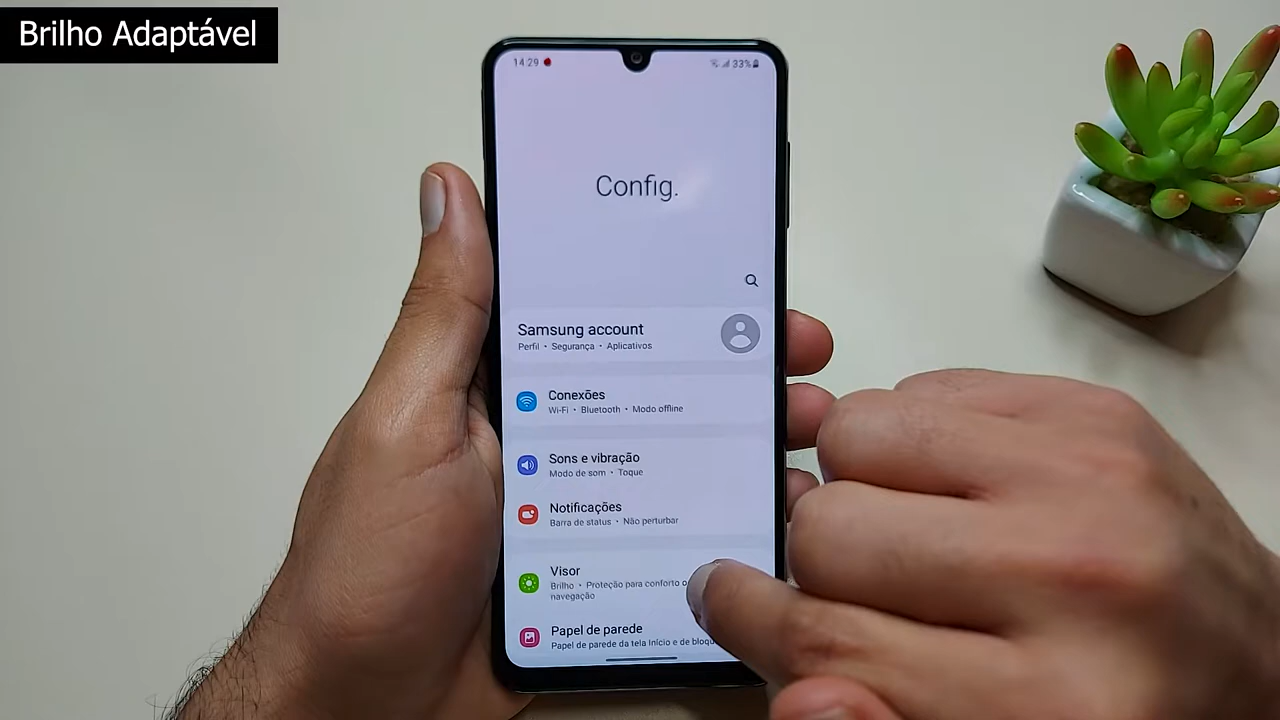 Brilho Adaptável
14:29
33%
Config.
Samsung account
Perfil • Segurança • Aplicativos
Conexões
Wi-Fi • Bluetooth • Modo offline
Sons e vibração
Modo de som • Toque
Notificações
Barra de status • Não perturbar
Visor
Brilho • Proteção para conforto
navegação
Papel de parede
Papel de parede da tela Início e de